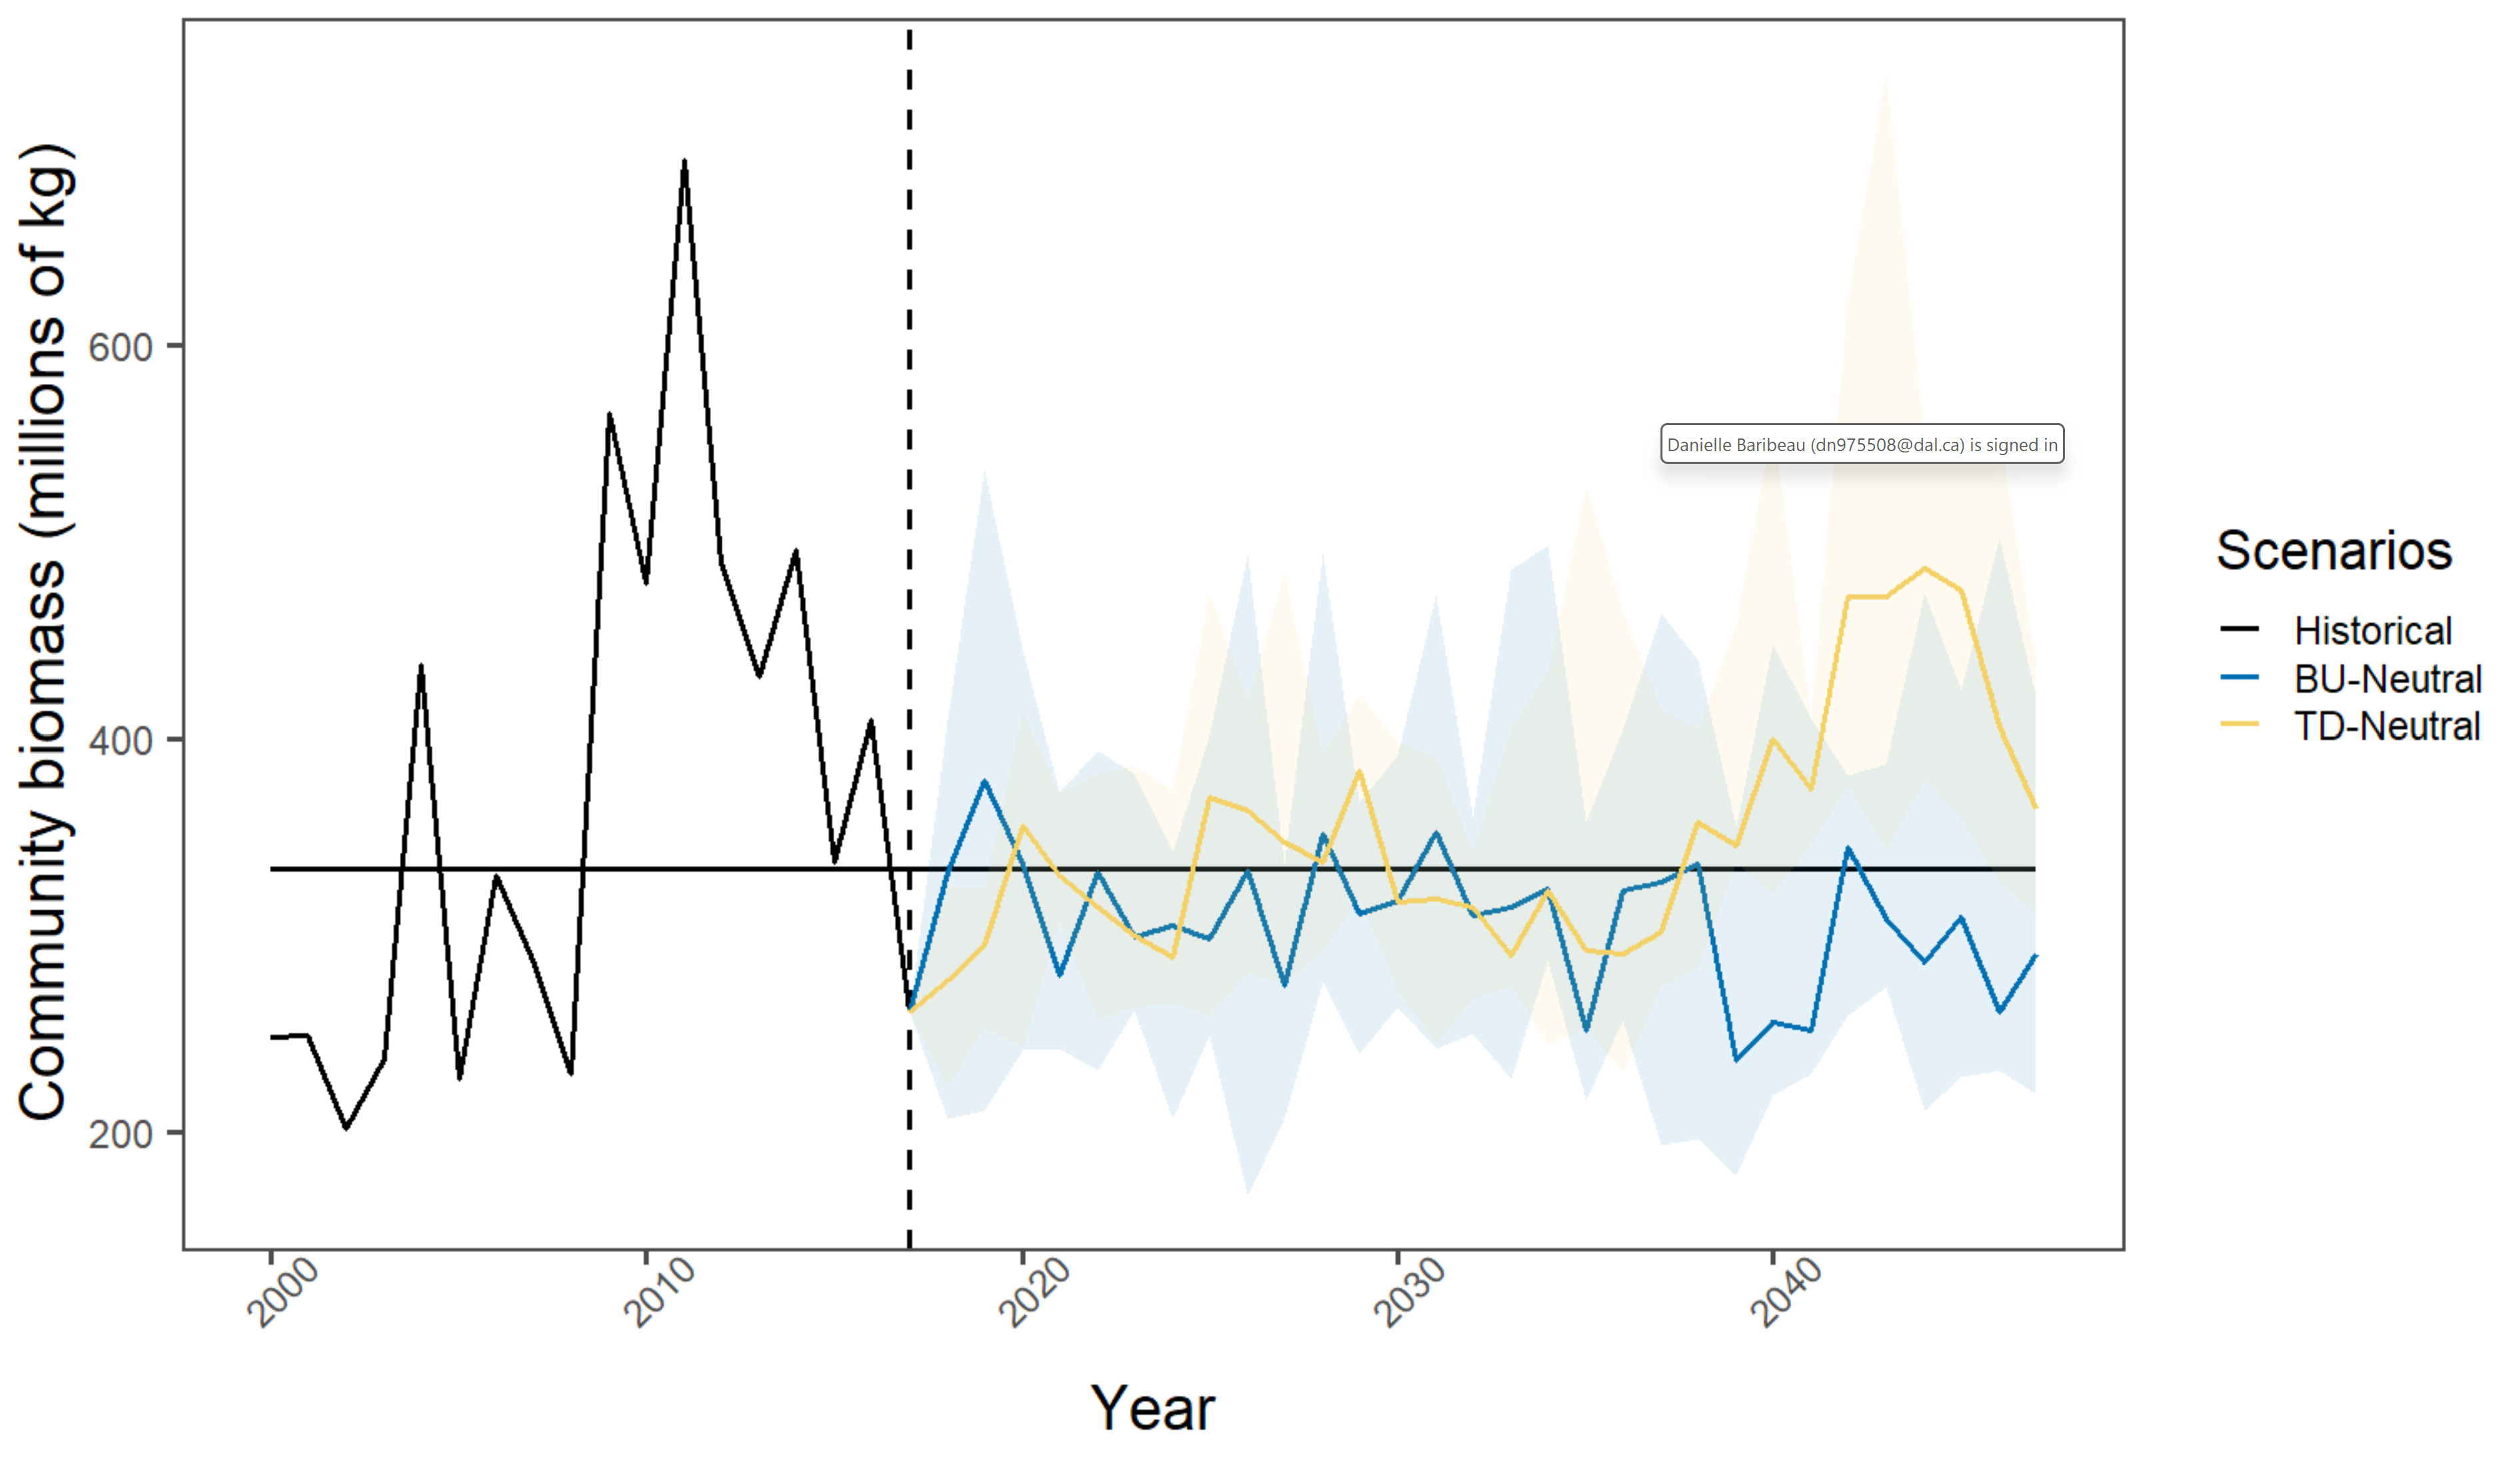 Community biomass (millions of kg)
600
400
200
2000
2010
2020
2030
2040
Year
Danielle Baribeau (dn975508@dal.ca) is signed in
Scenarios
Historical
BU-Neutral
TD-Neutral